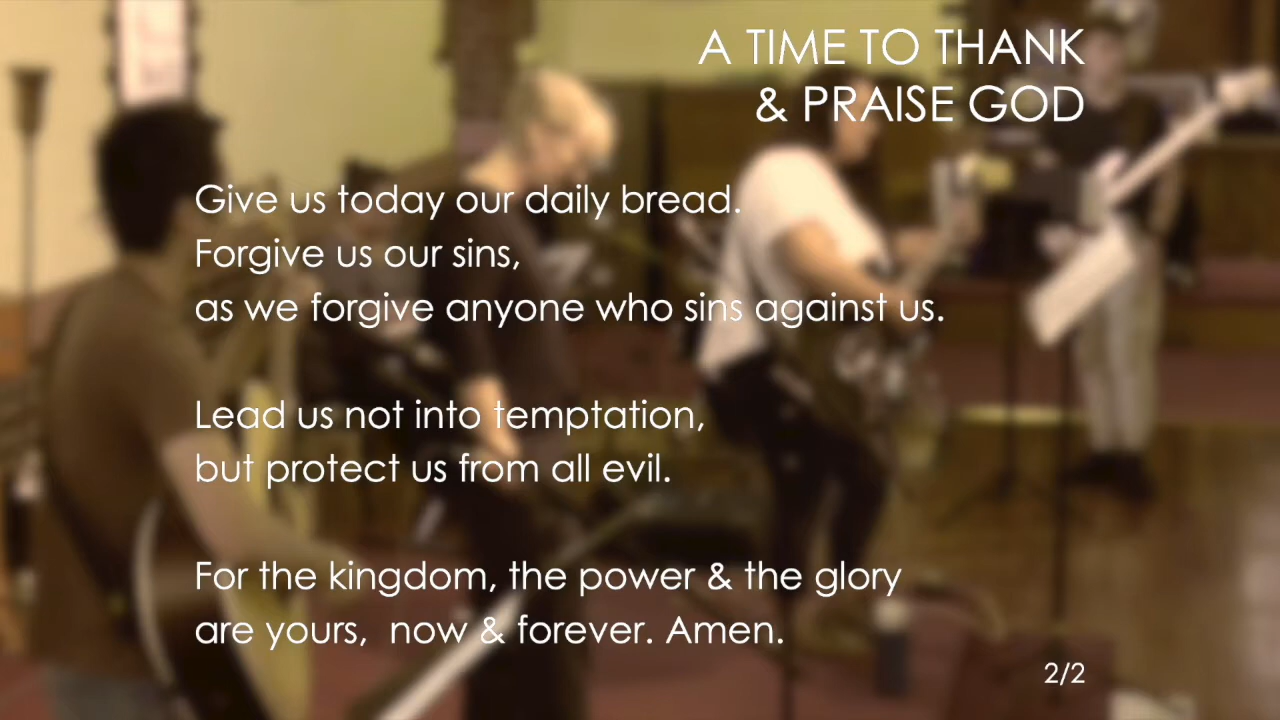 A TIME TO THANK
& PRAISE GOD
Give us today our daily bread.
Forgive us our sins,
as we forgive anyone who sins against us.
Lead us not into temptation,
but protect us from all evil.
For the kingdom, the power & the glory
are yours,  now & forever. Amen.
2/2